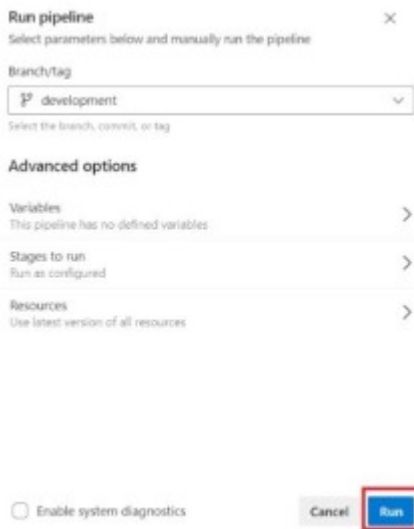 Run pipeline
Select parameters below and manually run the pipeline
Branch/tag
development
Select the branch, commit, or tag
Advanced options
Variables
This pipeline has no defined variables
Stages to run
Run as configured
Resources
Use latest version of all resources
Enable system diagnostics
Cancel
Run